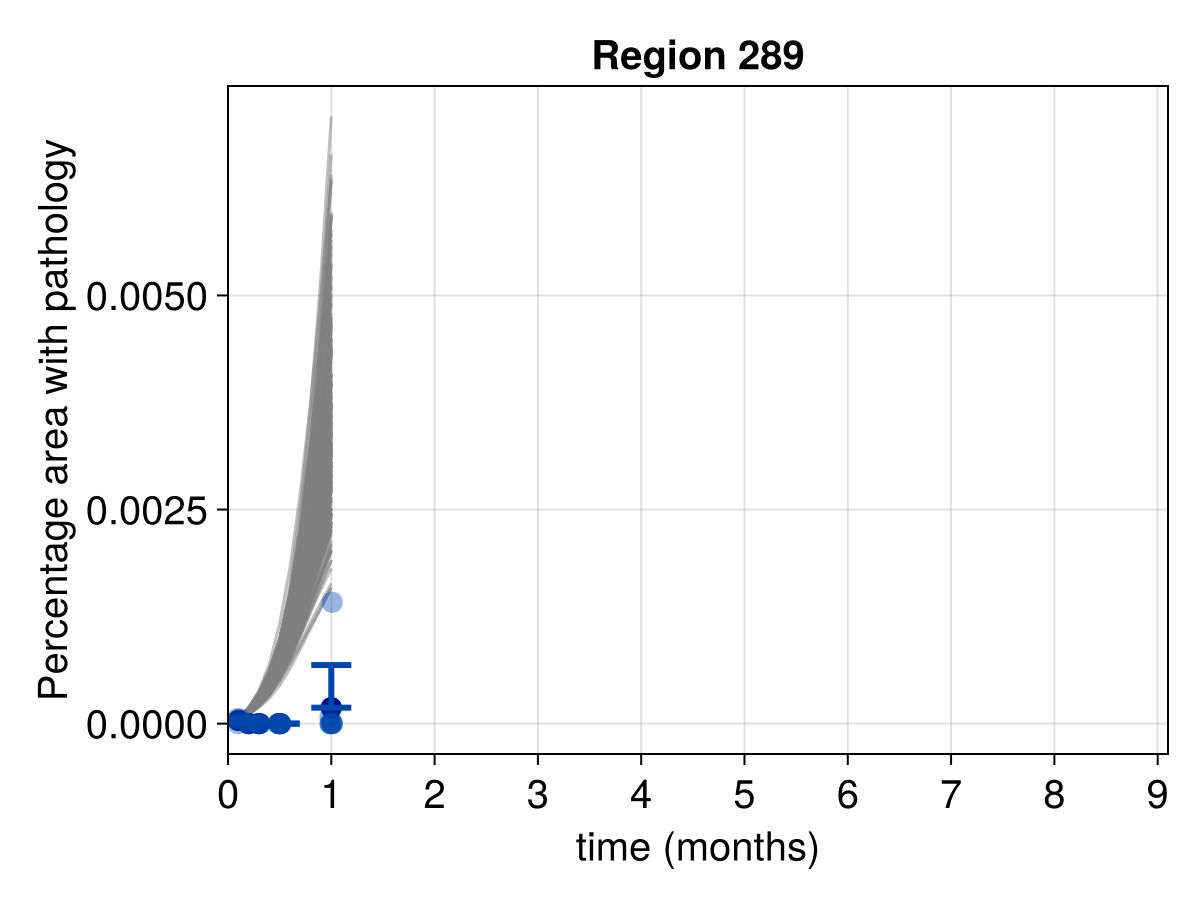 Region 289
Percentage area with pathology
0.0050
0.0025
0.0000
0 1 2 3 4 5 6 7 8 9
time (months)